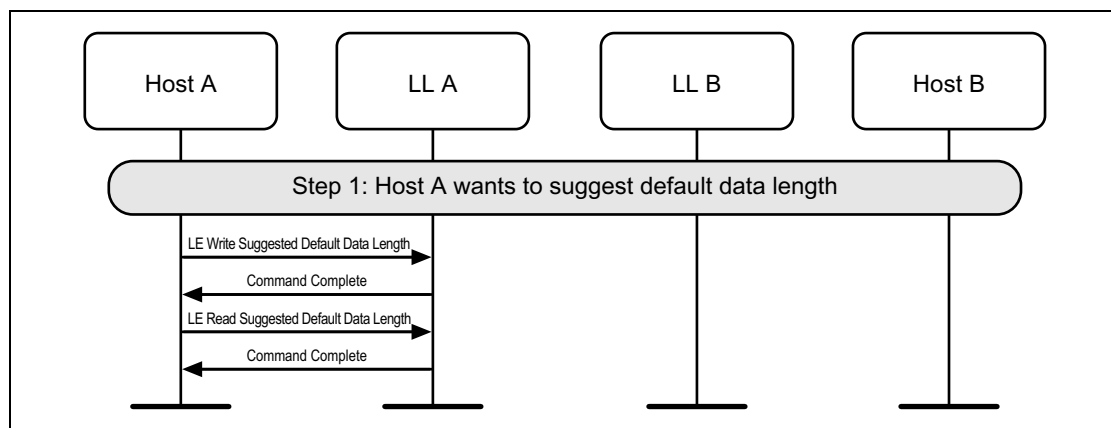 Host A
LL A
LL B
Host B
Step 1: Host A wants to suggest default data length
LE Write Suggested Default Data Length
Command Complete
LE Read Suggested Default Data Length
Command Complete